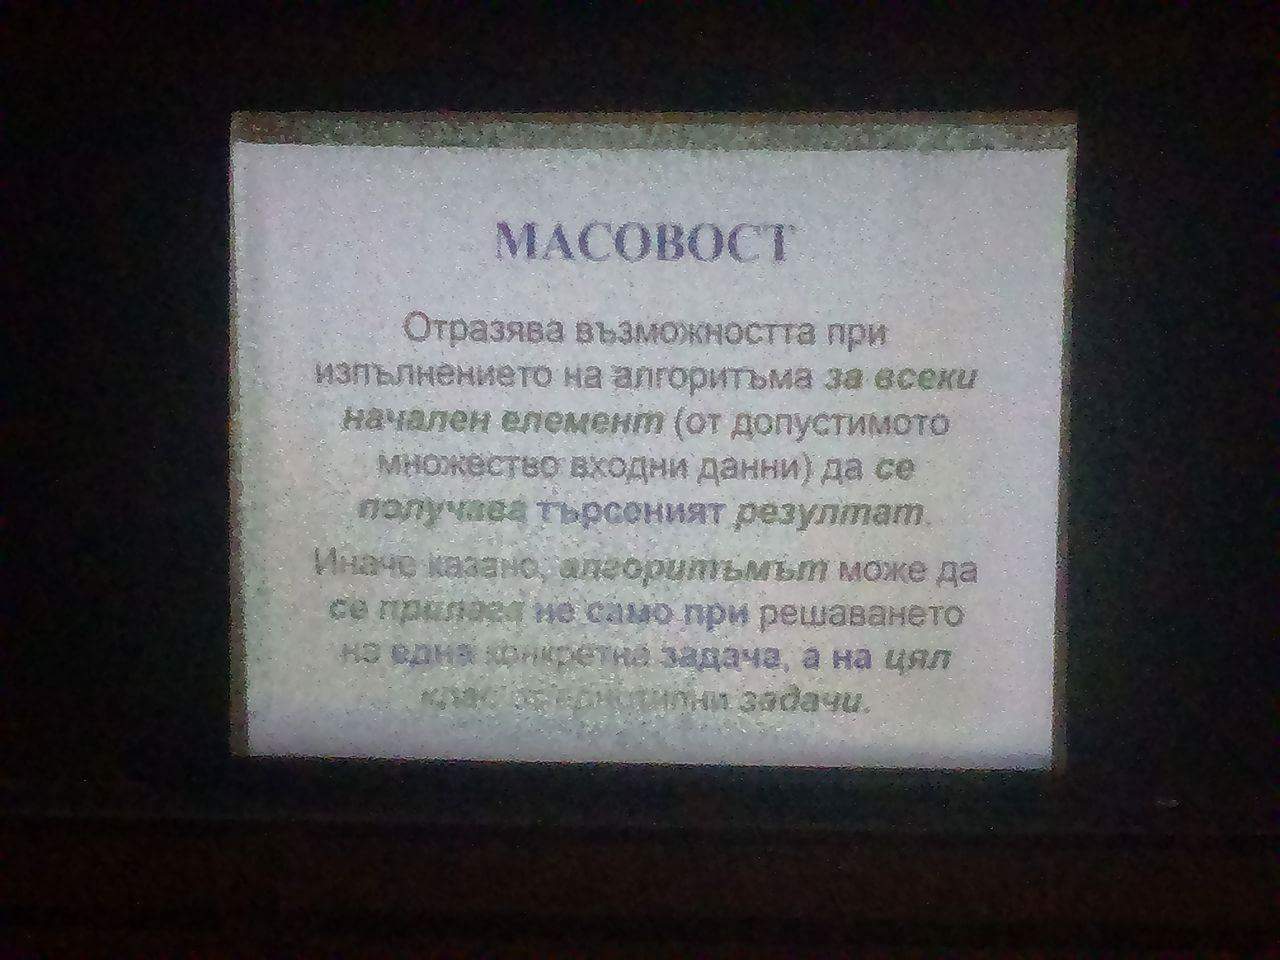 МАСОВОСТ
Отразява възможността при
изпълнението на алгоритъма за всеки
начален елемент (от допустимото
множество входни данни) да се
получава търсеният резултат.
Иначе казано, алгоритъмът може да
се прилага не само при решаването
на една конкретна задача, а на цял
клас задачи.